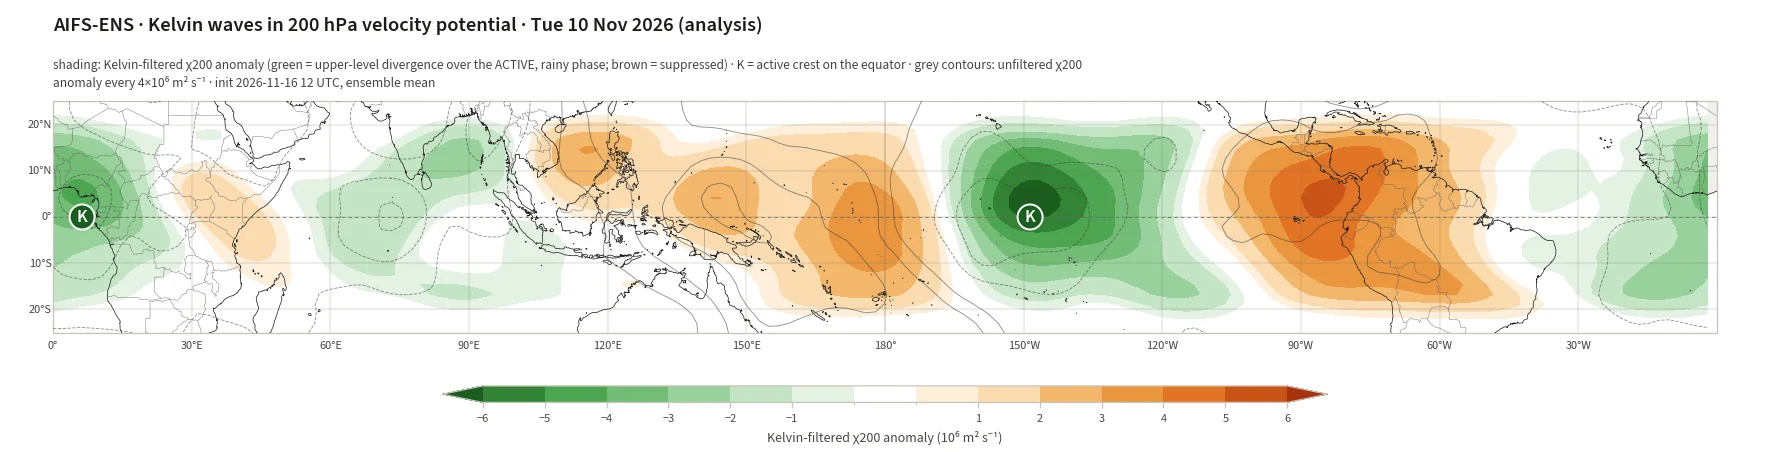 AIFS-ENS · Kelvin waves in 200 hPa velocity potential · Tue 10 Nov 2026 (analysis)
shading: Kelvin-filtered χ200 anomaly (green = upper-level divergence over the ACTIVE, rainy phase; brown = suppressed) · K = active crest on the equator · grey contours: unfiltered χ200
anomaly every 4×10⁶ m² s⁻¹ · init 2026-11-16 12 UTC, ensemble mean
20°N
10°N
0°
10°S
20°S
K
K
0° 30°E 60°E 90°E 120°E 150°E 180° 150°W 120°W 90°W 60°W 30°W
−6 −5 −4 −3 −2 −1 1 2 3 4 5 6
Kelvin-filtered χ200 anomaly (10⁶ m² s⁻¹)